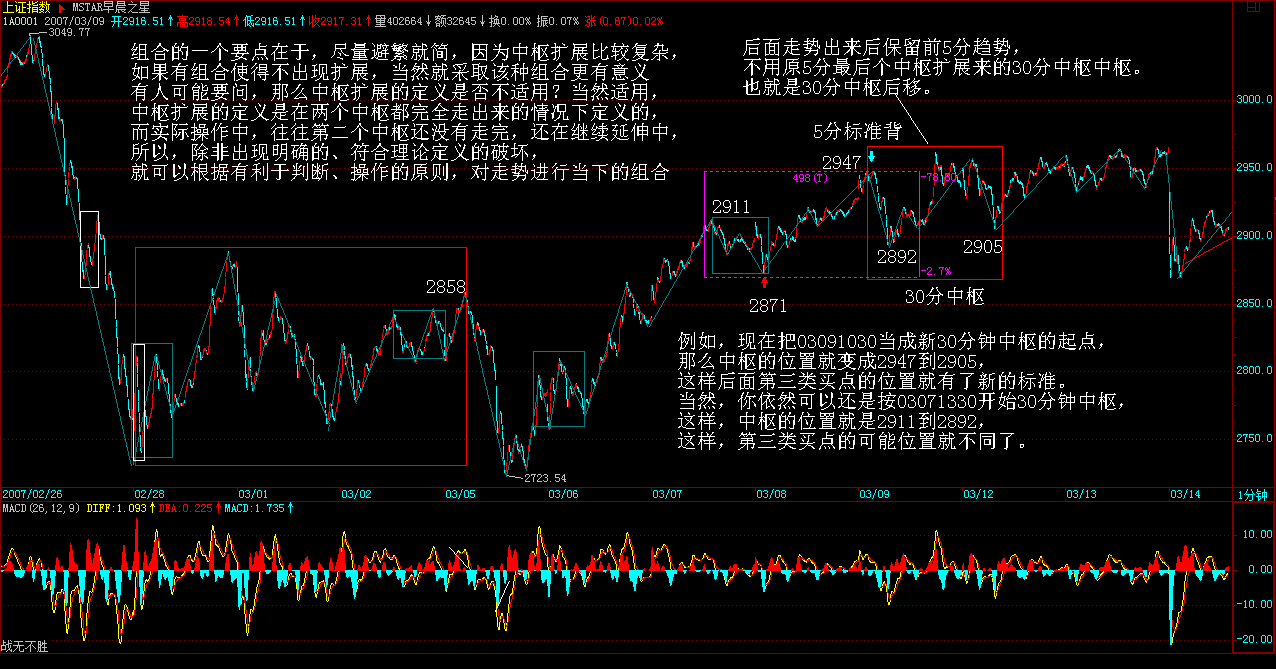 上证指数 MSTAR早晨之星
1A0001 2007/03/09 开2916.51↑高2918.54↑低2916.51↑收2917.31↑量402664↓额32645↓换0.00% 振0.07% 涨(0.67)0.02%
3049.77
组合的一个要点在于，尽量避繁就简，因为中枢扩展比较复杂，
如果有组合使得不出现扩展，当然就采取该种组合更有意义
有人可能要问，那么中枢扩展的定义是否不适用？当然适用，
中枢扩展的定义是在两个中枢都完全走出来的情况下定义的，
而实际操作中，往往第二个中枢还没有走完，还在继续延伸中，
所以，除非出现明确的、符合理论定义的破坏，
就可以根据有利于判断、操作的原则，对走势进行当下的组合
后面走势出来后保留前5分趋势，
不用原5分最后个中枢扩展来的30分中枢中枢。
也就是30分中枢后移。
5分标准背
2947
498(T)
2911
2892
2905
-2.7%
2871
30分中枢
2858
2723.54
例如，现在把03091030当成新30分钟中枢的起点，
那么中枢的位置就变成2947到2905，
这样后面第三类买点的位置就有了新的标准。
当然，你依然可以还是按03071330开始30分钟中枢，
这样，中枢的位置就是2911到2892，
这样，第三类买点的可能位置就不同了。
3000.0
2950.0
2900.0
2850.0
2800.0
2750.0
2007/02/26 02/28 03/01 03/02 03/05 03/06 03/07 03/08 03/09 03/12 03/13 03/14 1分钟
MACD(26,12,9) DIFF:1.093↑DEA:0.225↑MACD:1.735↑
10.00
0.00
-10.00
-20.00
战无不胜